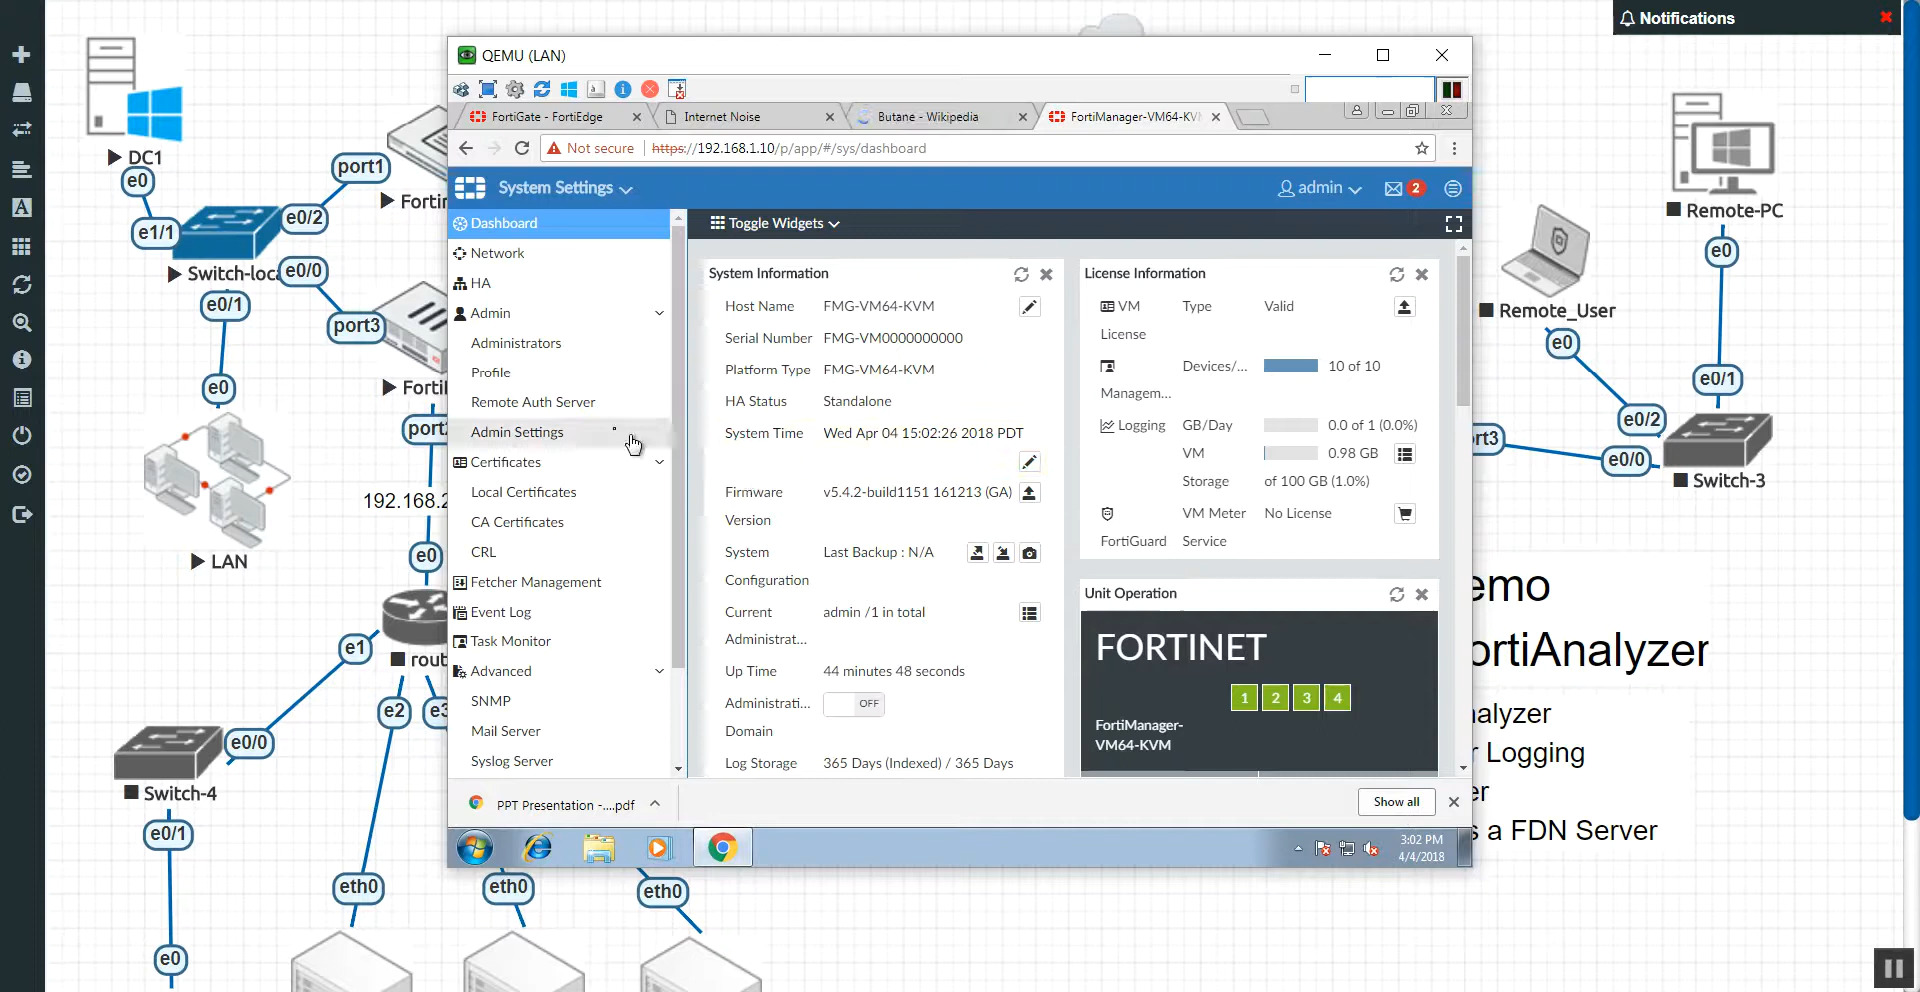 Notifications
QEMU (LAN)
FortiGate - FortiEdge
Internet Noise
Butane - Wikipedia
FortiManager-VM64-KV
Not secure
https://192.168.1.10/p/app/#/sys/dashboard
System Settings
admin
2
Dashboard
Network
HA
Admin
Administrators
Profile
Remote Auth Server
Admin Settings
Certificates
Local Certificates
CA Certificates
CRL
Fetcher Management
Event Log
Task Monitor
Advanced
SNMP
Mail Server
Syslog Server
Toggle Widgets
System Information
Host Name FMG-VM64-KVM
Serial Number FMG-VM0000000000
Platform Type FMG-VM64-KVM
HA Status Standalone
System Time Wed Apr 04 15:02:26 2018 PDT
Firmware v5.4.2-build1151 161213 (GA)
Version
System Last Backup : N/A
Configuration
Current admin /1 in total
Administrat...
Up Time 44 minutes 48 seconds
Administrati... OFF
Domain
Log Storage 365 Days (Indexed) / 365 Days
License Information
VM Type Valid
License
Devices/... 10 of 10
Managem...
Logging GB/Day 0.0 of 1 (0.0%)
VM 0.98 GB
Storage of 100 GB (1.0%)
VM Meter No License
FortiGuard Service
Unit Operation
FORTINET
1 2 3 4
FortiManager-
VM64-KVM
PPT Presentation -....pdf
Show all
3:02 PM
4/4/2018
DC1
e0
port1
e1/1
e0/2
Fortin
Switch-loca
e0/0
e0/1
port3
e0
Forti
port2
LAN
192.168.2
e0
e1
rout
e2
e3
e0/0
Switch-4
e0/1
eth0
eth0
eth0
e0
Remote-PC
e0
Remote_User
e0
e0/1
e0/2
rt3
e0/0
Switch-3
emo
ortiAnalyzer
alyzer
r Logging
er
s a FDN Server